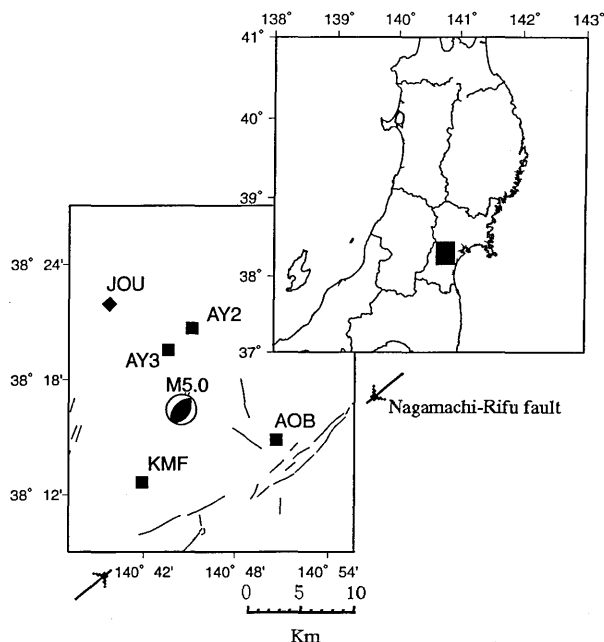 138° 139° 140° 141° 142° 143°
41°
40°
39°
38°
37°
38° 24'
JOU
AY2
AY3
38° 18'
M5.0
Nagamachi-Rifu fault
AOB
KMF
38° 12'
140° 42' 140° 48' 140° 54'
0 5 10
Km